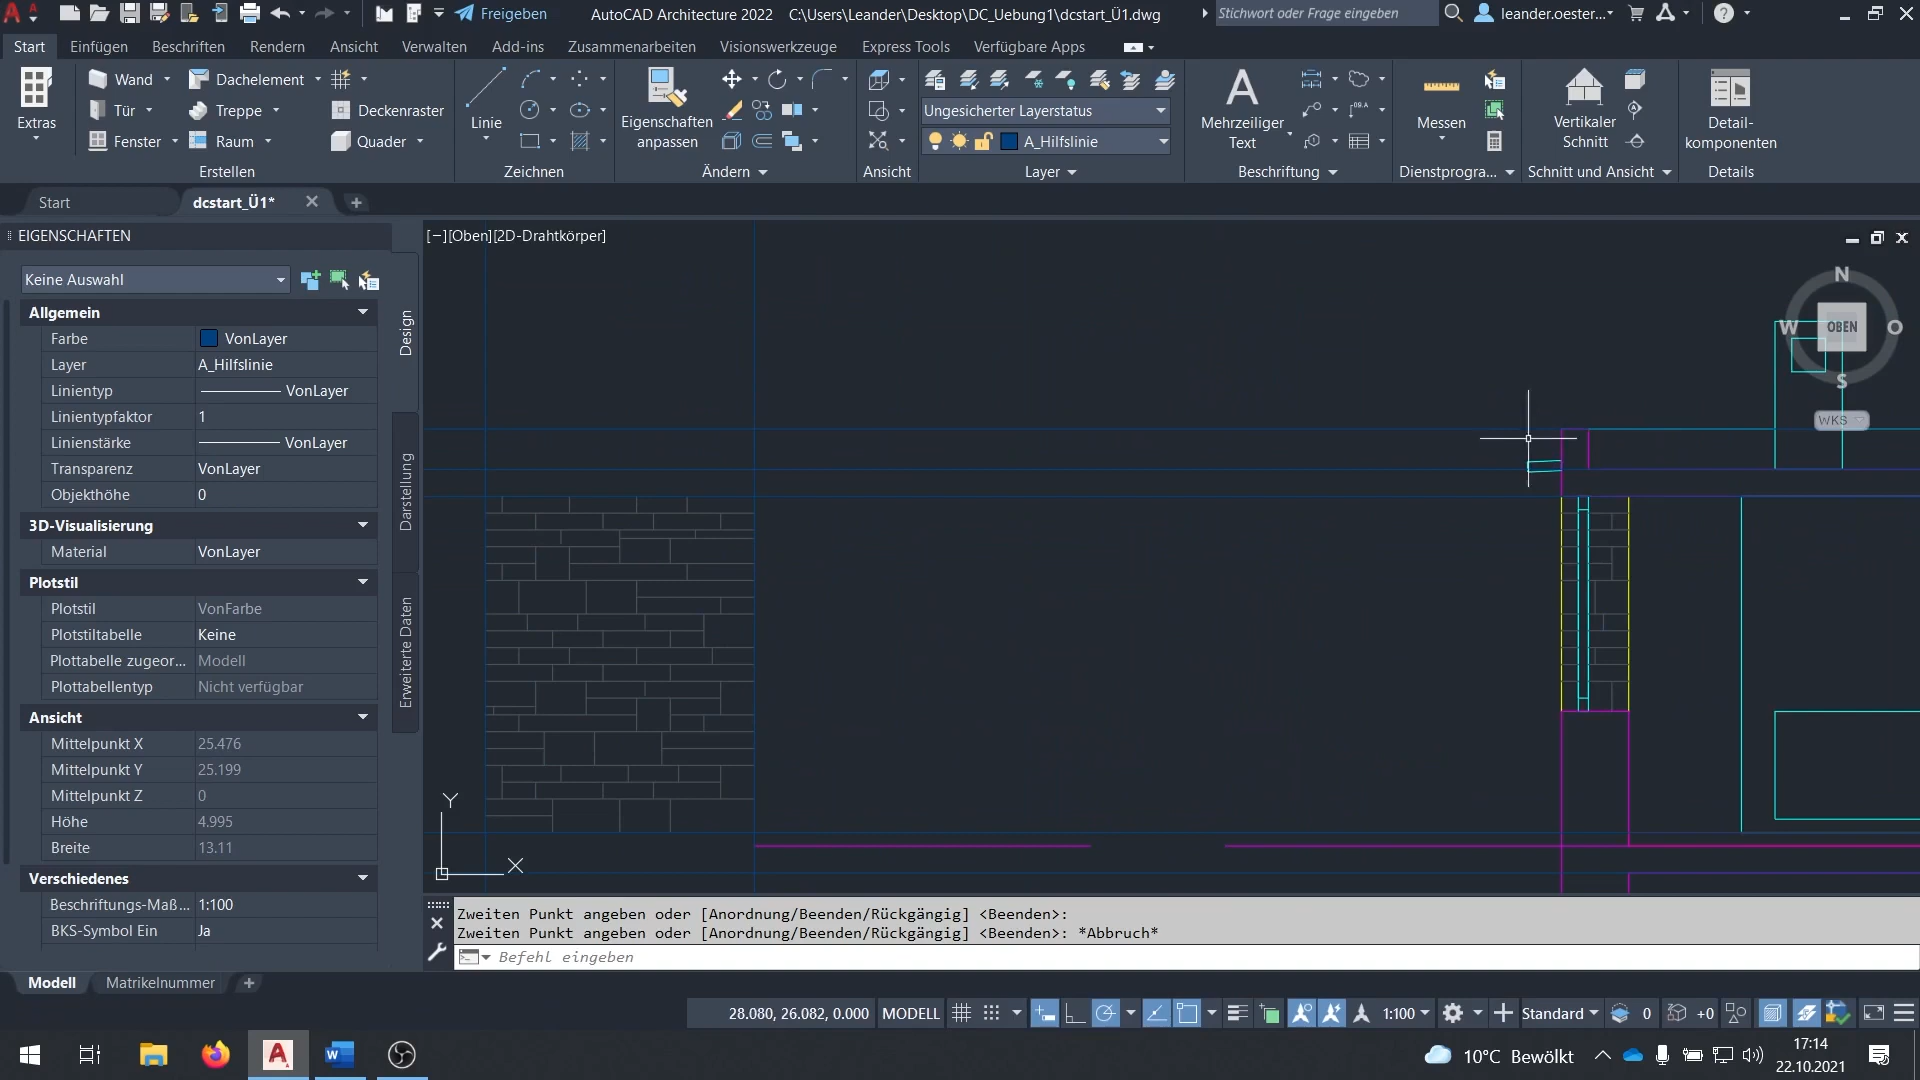 Freigeben
AutoCAD Architecture 2022
C:\Users\Leander\Desktop\DC_Uebung1\dcstart_Ü1.dwg
Stichwort oder Frage eingeben
leander.oester...
Start
Einfügen
Beschriften
Rendern
Ansicht
Verwalten
Add-ins
Zusammenarbeiten
Visionswerkzeuge
Express Tools
Verfügbare Apps
Extras
Wand
Dachelement
Tür
Treppe
Deckenraster
Fenster
Raum
Quader
Erstellen
Linie
Zeichnen
Eigenschaften
anpassen
Ändern
Ansicht
Ungesicherter Layerstatus
A_Hilfslinie
Layer
Mehrzeiliger
Text
Beschriftung
Messen
Dienstprogra...
Vertikaler
Schnitt
Schnitt und Ansicht
Detail-
komponenten
Details
Start
dcstart_Ü1*
EIGENSCHAFTEN
Keine Auswahl
Allgemein
Farbe VonLayer
Layer A_Hilfslinie
Linientyp VonLayer
Linientypfaktor 1
Linienstärke VonLayer
Transparenz VonLayer
Objekthöhe 0
3D-Visualisierung
Material VonLayer
Plotstil
Plotstil VonFarbe
Plotstiltabelle Keine
Plottabelle zugeor... Modell
Plottabellentyp Nicht verfügbar
Ansicht
Mittelpunkt X 25.476
Mittelpunkt Y 25.199
Mittelpunkt Z 0
Höhe 4.995
Breite 13.11
Verschiedenes
Beschriftungs-Maß... 1:100
BKS-Symbol Ein Ja
Design
Darstellung
Erweiterte Daten
[−][Oben][2D-Drahtkörper]
N
W
OBEN
O
S
WKS
Y
X
Zweiten Punkt angeben oder [Anordnung/Beenden/Rückgängig] <Beenden>:
Zweiten Punkt angeben oder [Anordnung/Beenden/Rückgängig] <Beenden>: *Abbruch*
Befehl eingeben
Modell
Matrikelnummer
28.080, 26.082, 0.000
MODELL
1:100
Standard
0
+0
10°C Bewölkt
17:14
22.10.2021